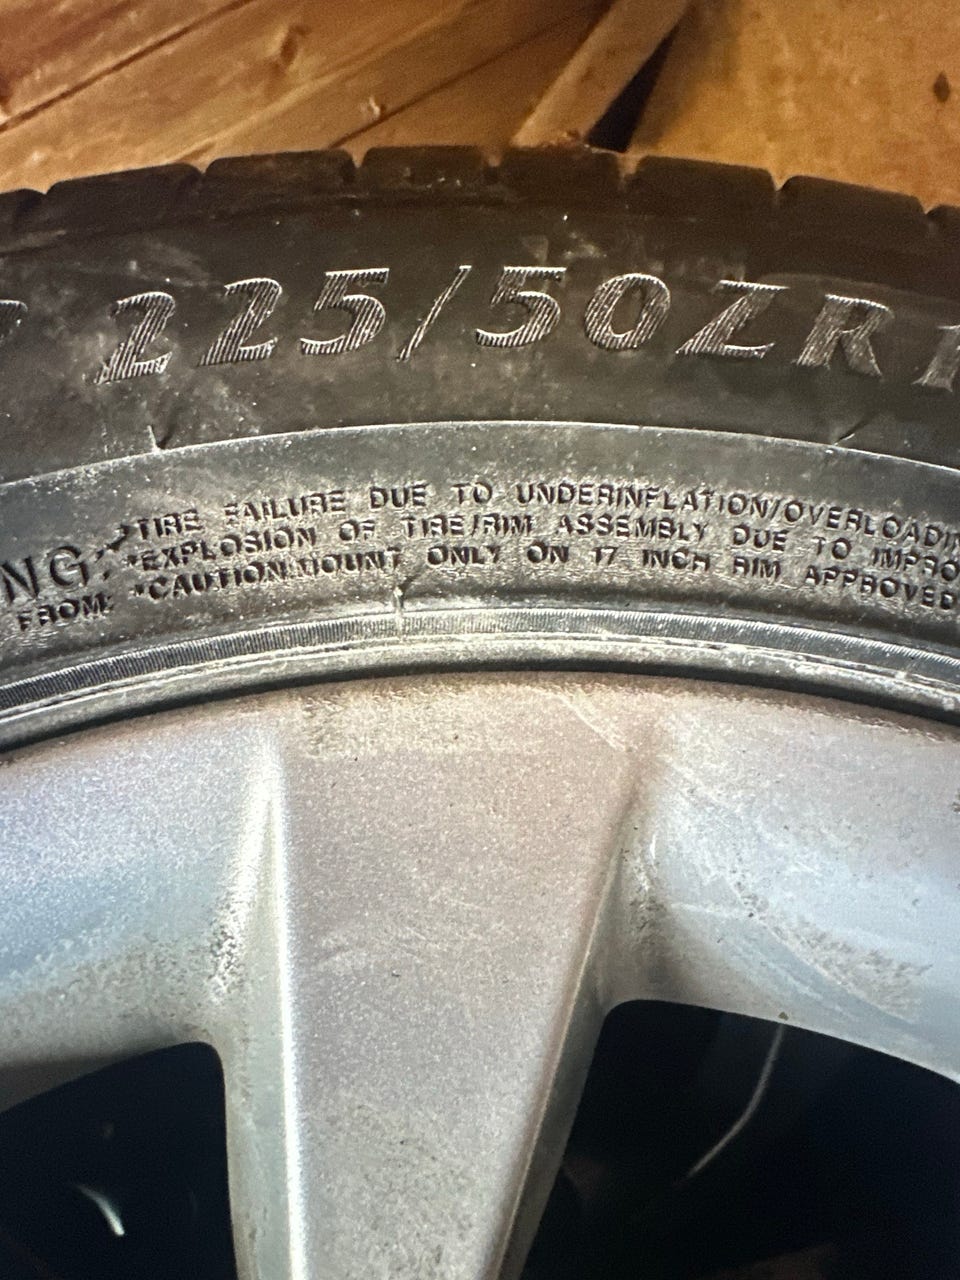 225/50ZR1
NG: *TIRE FAILURE DUE TO UNDERINFLATION/OVERLOADIN
*EXPLOSION OF TIRE/RIM ASSEMBLY DUE TO IMPRO
FROM: *CAUTION:MOUNT ONLY ON 17 INCH RIM APPROVED